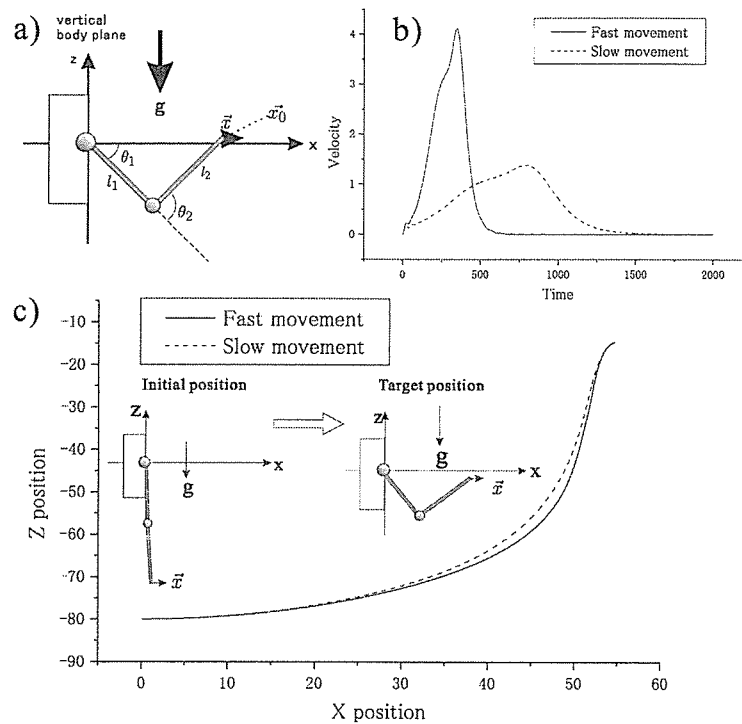 a)
vertical
body plane
z
g
x⃗
x⃗₀
x
θ₁
l₁
l₂
θ₂
b)
Fast movement
Slow movement
Velocity
4
3
2
1
0
0
500
1000
1500
2000
Time
c)
Fast movement
Slow movement
Initial position
Target position
z
g
x
x⃗
z
g
x
x⃗
Z position
-10
-20
-30
-40
-50
-60
-70
-80
-90
0
10
20
30
40
50
60
X position